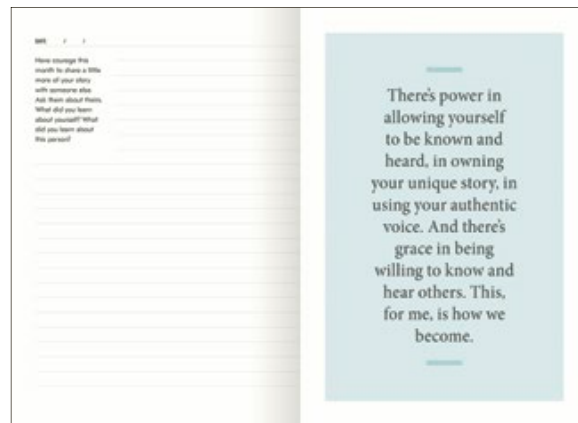 DATE / /
Have courage this
month to share a little
more of your story
with someone else.
Ask them about theirs.
What did you learn
about yourself? What
did you learn about
this person?
There's power in
allowing yourself
to be known and
heard, in owning
your unique story, in
using your authentic
voice. And there's
grace in being
willing to know and
hear others. This,
for me, is how we
become.